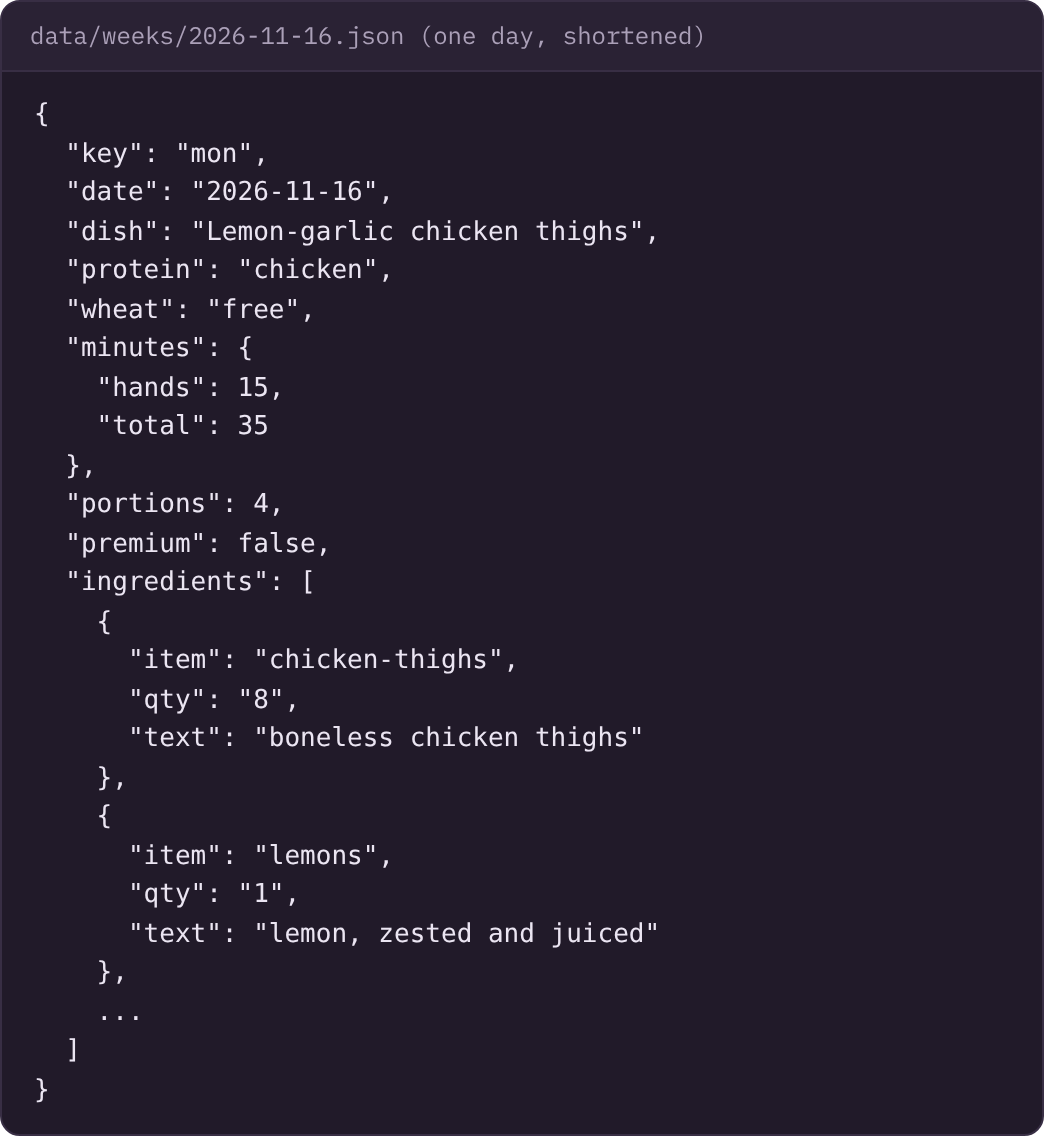 data/weeks/2026-11-16.json (one day, shortened)
{
  "key": "mon",
  "date": "2026-11-16",
  "dish": "Lemon-garlic chicken thighs",
  "protein": "chicken",
  "wheat": "free",
  "minutes": {
    "hands": 15,
    "total": 35
  },
  "portions": 4,
  "premium": false,
  "ingredients": [
    {
      "item": "chicken-thighs",
      "qty": "8",
      "text": "boneless chicken thighs"
    },
    {
      "item": "lemons",
      "qty": "1",
      "text": "lemon, zested and juiced"
    },
    ...
  ]
}